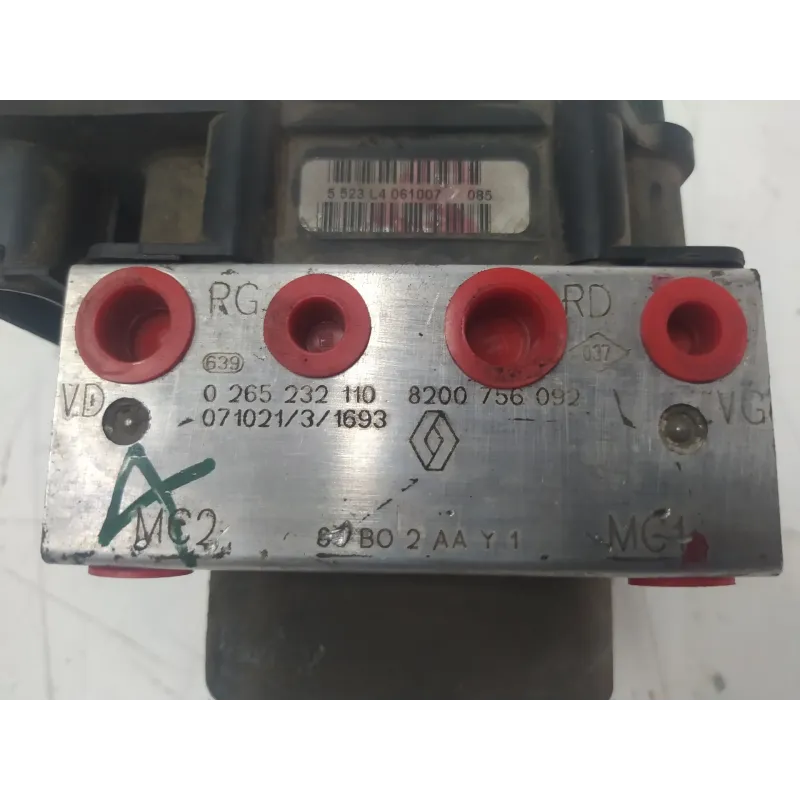 5 523 L4 061007 085
RG RD
639 037
VD 0 265 232 110 8200 756 092 VG
071021/3/1693
MC2 BO 2 AA Y 1 MC1
A